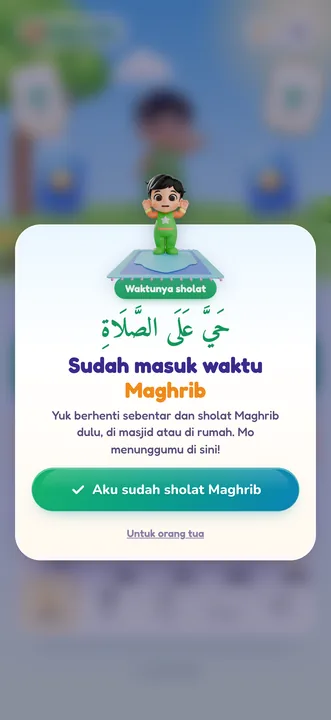 Waktunya sholat
حَيَّ عَلَى الصَّلَاةِ
Sudah masuk waktu
Maghrib
Yuk berhenti sebentar dan sholat Maghrib
dulu, di masjid atau di rumah. Mo
menunggumu di sini!
Aku sudah sholat Maghrib
Untuk orang tua